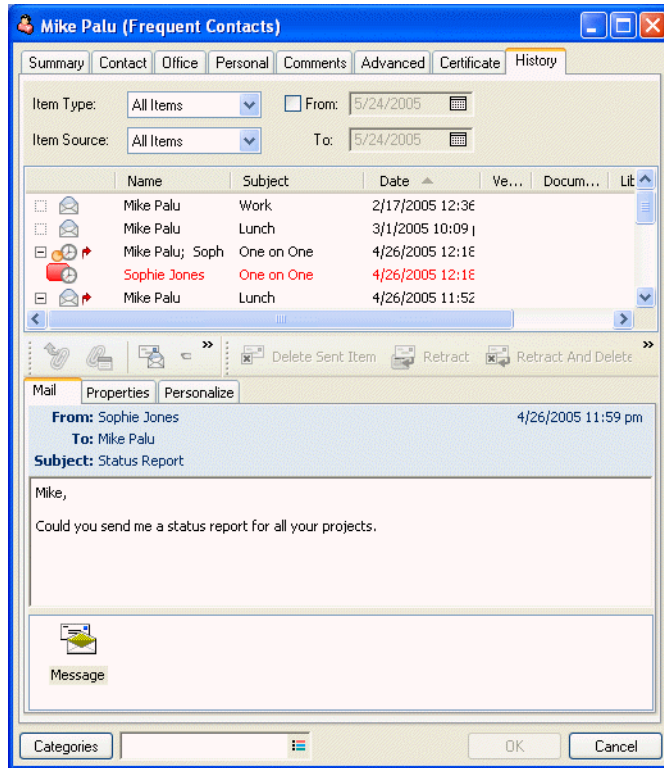 Mike Palu (Frequent Contacts)
Summary Contact Office Personal Comments Advanced Certificate History
Item Type: All Items From: 5/24/2005
Item Source: All Items To: 5/24/2005
Name Subject Date Ve... Docum... Lit
Mike Palu Work 2/17/2005 12:36
Mike Palu Lunch 3/1/2005 10:09
Mike Palu; Soph One on One 4/26/2005 12:18
Sophie Jones One on One 4/26/2005 12:18
Mike Palu Lunch 4/26/2005 11:52
» Delete Sent Item Retract Retract And Delete »
Mail Properties Personalize
From: Sophie Jones 4/26/2005 11:59 pm
To: Mike Palu
Subject: Status Report
Mike,
Could you send me a status report for all your projects.
Message
Categories OK Cancel